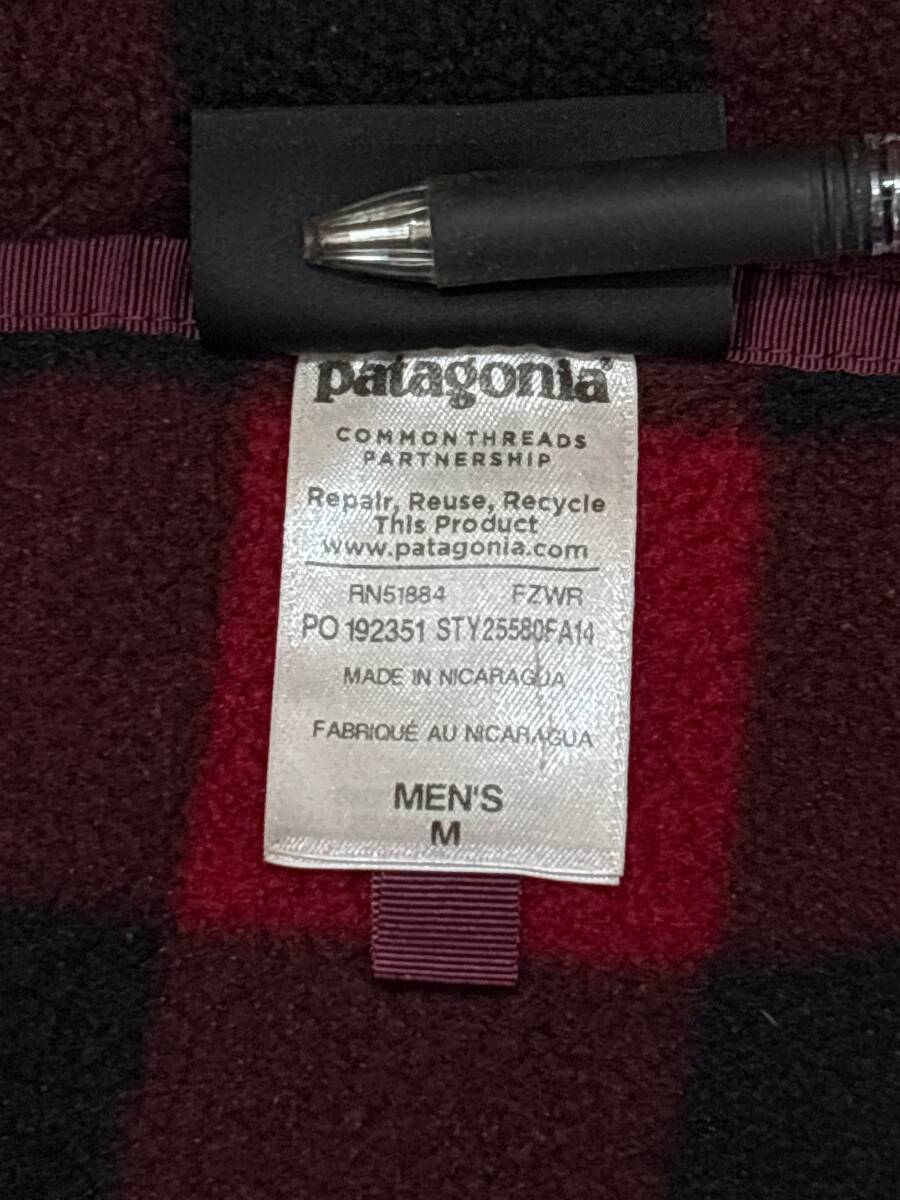 patagonia®
COMMON THREADS
PARTNERSHIP
Repair, Reuse, Recycle
This Product
www.patagonia.com
RN51884 FZWR
PO 192351 STY25580FA14
MADE IN NICARAGUA
FABRIQUÉ AU NICARAGUA
MEN'S
M